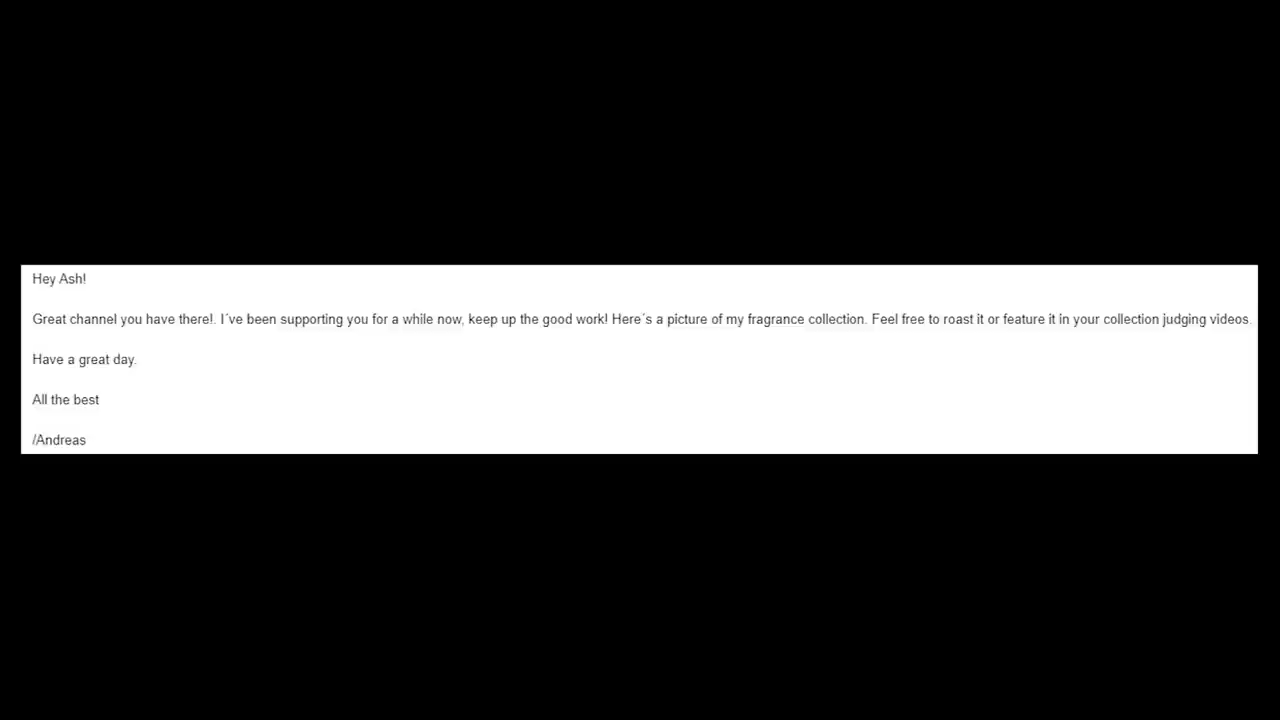 Hey Ash!
Great channel you have there!. I´ve been supporting you for a while now, keep up the good work! Here´s a picture of my fragrance collection. Feel free to roast it or feature it in your collection judging videos.
Have a great day.
All the best
/Andreas